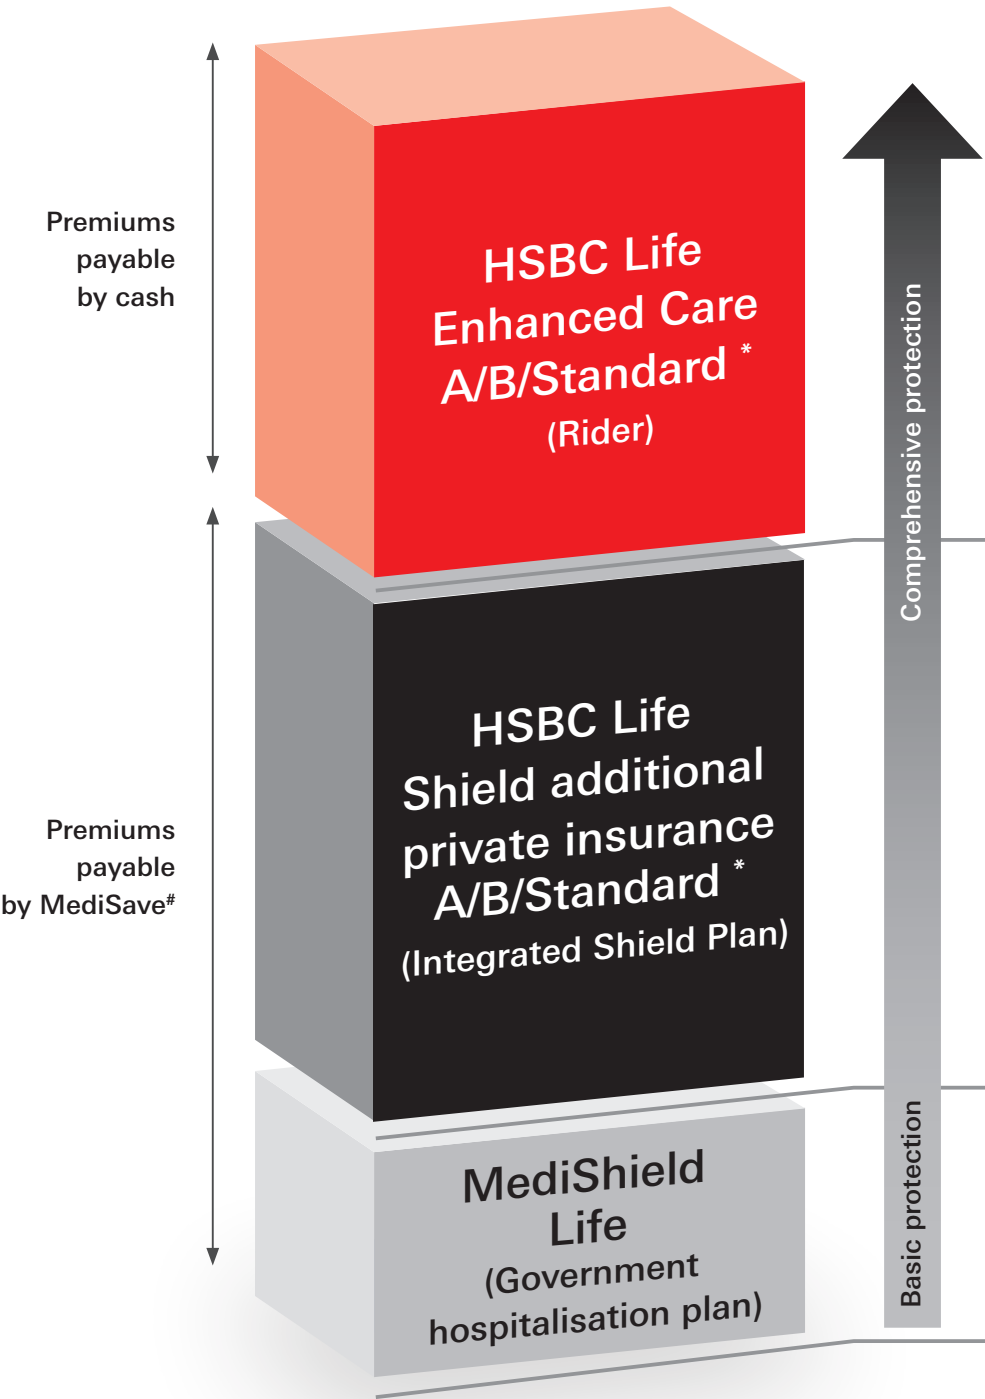 Premiums
payable
by cash
HSBC Life
Enhanced Care
A/B/Standard *
(Rider)
Comprehensive protection
Premiums
payable
by MediSave#
HSBC Life
Shield additional
private insurance
A/B/Standard *
(Integrated Shield Plan)
MediShield
Life
(Government
hospitalisation plan)
Basic protection